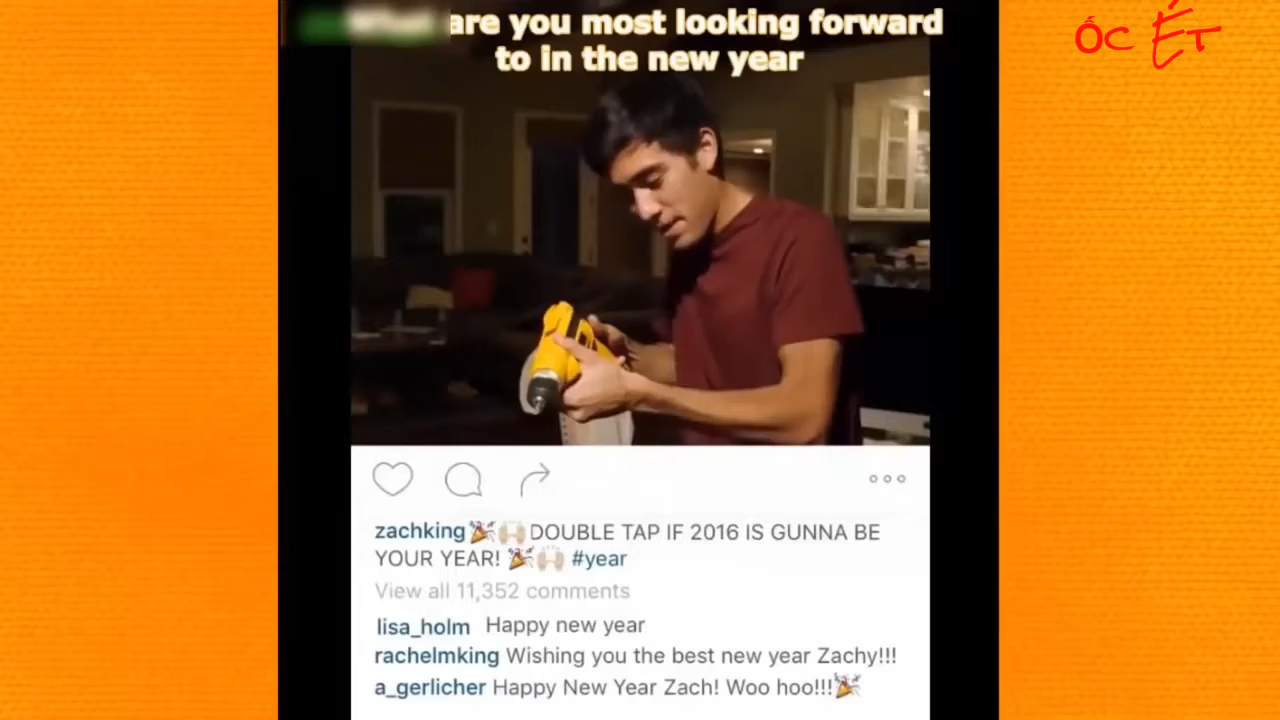 are you most looking forward
to in the new year
ỐC ÉT
zachking🎉🙌🏼DOUBLE TAP IF 2016 IS GUNNA BE
YOUR YEAR! 🎉🙌🏼 #year
View all 11,352 comments
lisa_holm Happy new year
rachelmking Wishing you the best new year Zachy!!!
a_gerlicher Happy New Year Zach! Woo hoo!!!🎉